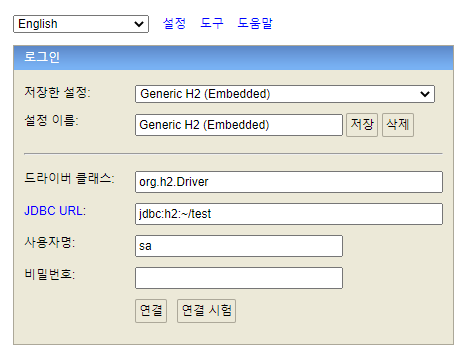 English 설정 도구 도움말
로그인
저장한 설정: Generic H2 (Embedded)
설정 이름: Generic H2 (Embedded) 저장 삭제
드라이버 클래스: org.h2.Driver
JDBC URL: jdbc:h2:~/test
사용자명: sa
비밀번호:
연결 연결 시험